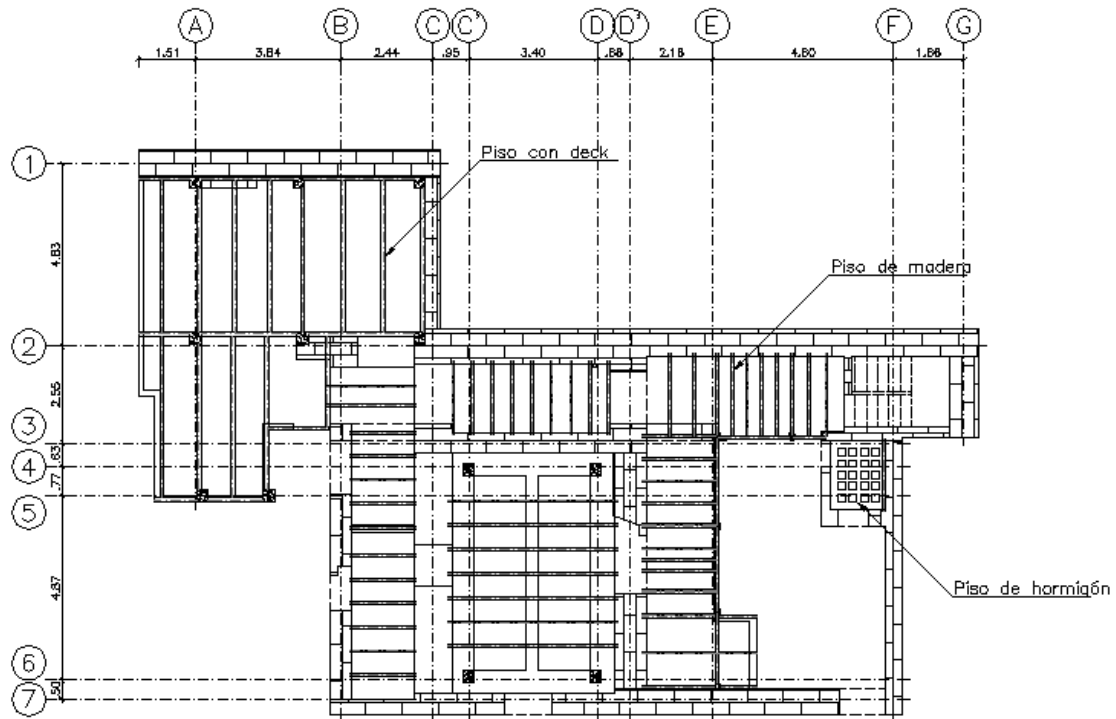 A B C C' D D' E F G
1.51 3.84 2.44 .95 3.40 .88 2.18 4.80 1.86
1
Piso con deck
4.83
Piso de madera
2
2.55
3
.63
4
.77
5
4.87
Piso de hormigón
6
.50
7